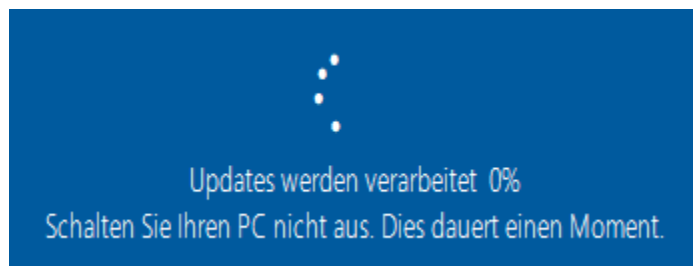 Updates werden verarbeitet 0%
Schalten Sie Ihren PC nicht aus. Dies dauert einen Moment.